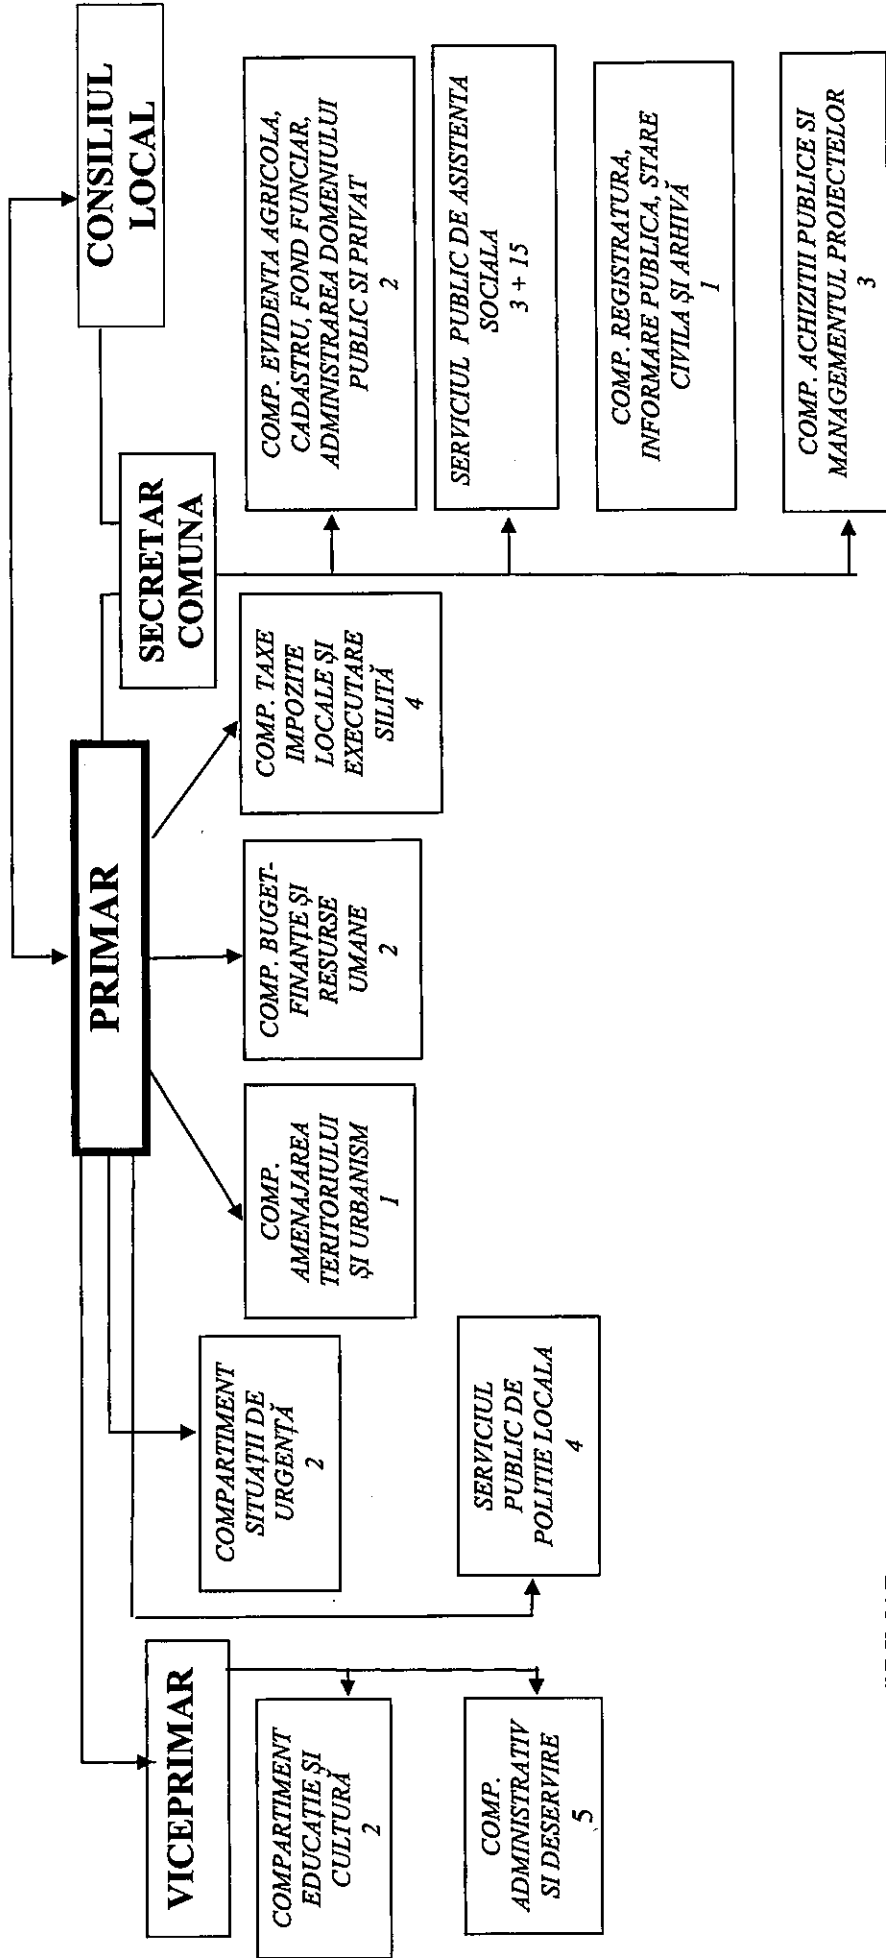 CONSILIUL
LOCAL
PRIMAR
SECRETAR
COMUNA
VICEPRIMAR
COMPARTIMENT
EDUCAȚIE ȘI
CULTURĂ
2
COMP.
ADMINISTRATIV
SI DESERVIRE
5
COMPARTIMENT
SITUAȚII DE
URGENȚĂ
2
SERVICIUL
PUBLIC DE
POLITIE LOCALA
4
COMP.
AMENAJAREA
TERITORIULUI
ȘI URBANISM
1
COMP. BUGET-
FINANȚE ȘI
RESURSE
UMANE
2
COMP. TAXE
IMPOZITE
LOCALE ȘI
EXECUTARE
SILITĂ
4
COMP. EVIDENTA AGRICOLA,
CADASTRU, FOND FUNCIAR,
ADMINISTRAREA DOMENIULUI
PUBLIC SI PRIVAT
2
SERVICIUL PUBLIC DE ASISTENTA
SOCIALA
3 + 15
COMP. REGISTRATURA,
INFORMARE PUBLICA, STARE
CIVILA ȘI ARHIVĂ
1
COMP. ACHIZITII PUBLICE SI
MANAGEMENTUL PROIECTELOR
3